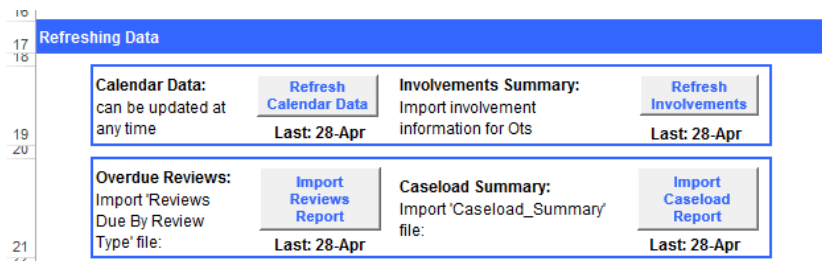 16
17 Refreshing Data
18
Calendar Data:
can be updated at
any time
Refresh
Calendar Data
Last: 28-Apr
Involvements Summary:
Import involvement
information for Ots
Refresh
Involvements
Last: 28-Apr
19
20
Overdue Reviews:
Import 'Reviews
Due By Review
Type' file:
Import
Reviews
Report
Last: 28-Apr
Caseload Summary:
Import 'Caseload_Summary'
file:
Import
Caseload
Report
Last: 28-Apr
21